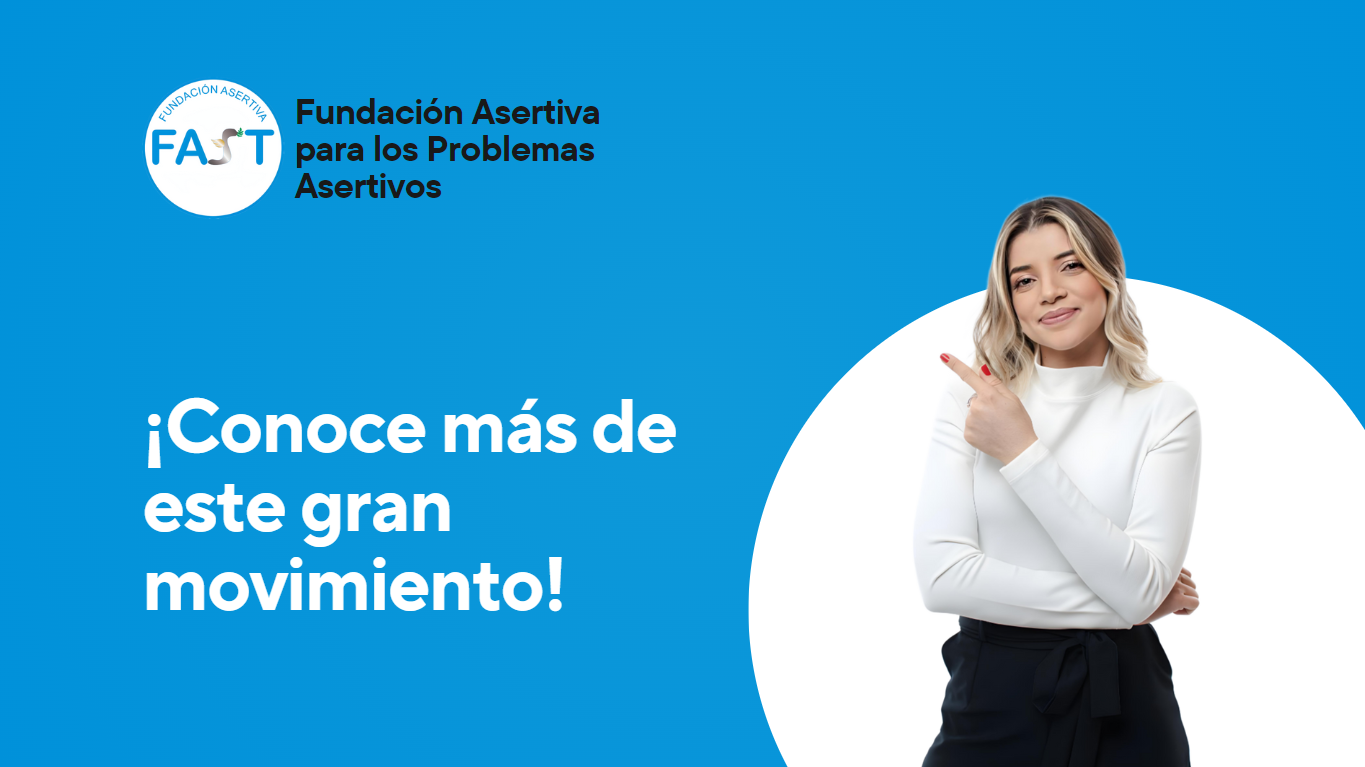 FUNDACIÓN ASERTIVA
FAST
Fundación Asertiva
para los Problemas
Asertivos
¡Conoce más de
este gran
movimiento!